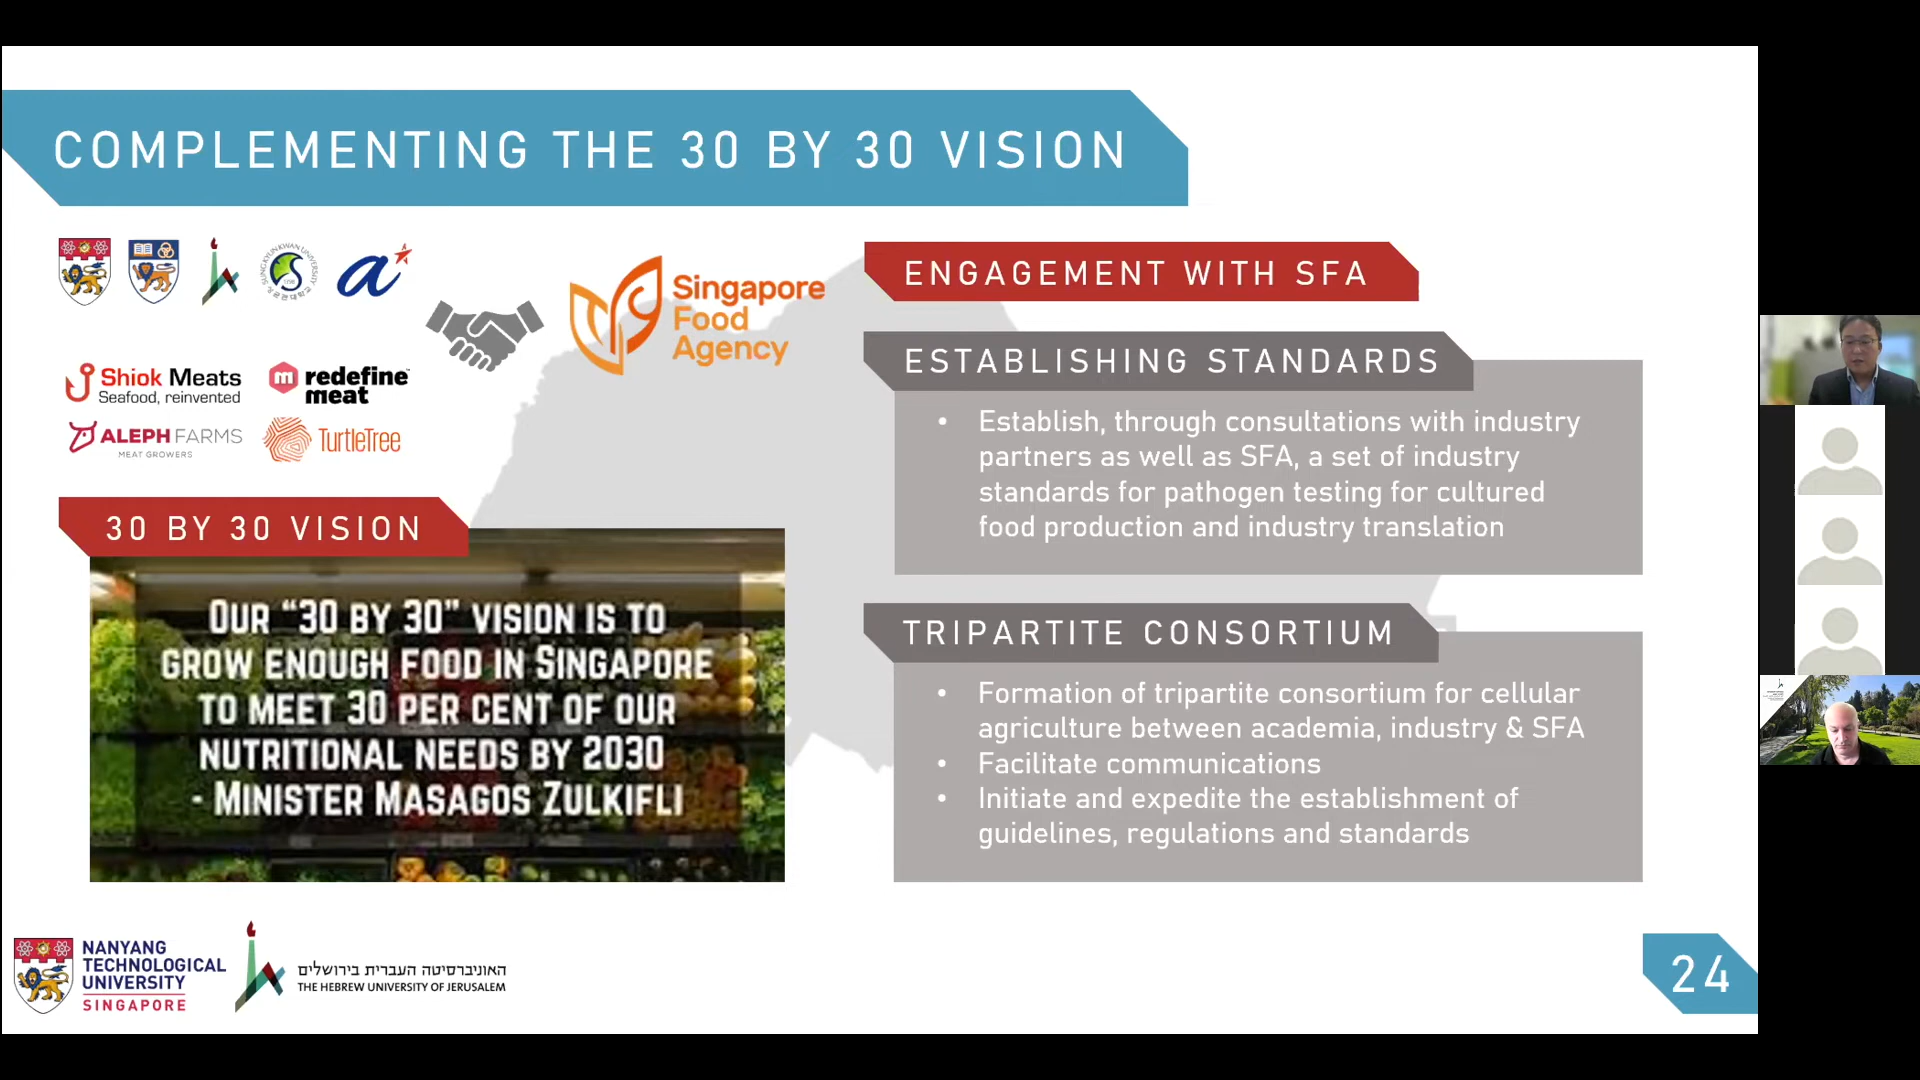 COMPLEMENTING THE 30 BY 30 VISION
Singapore
Food
Agency
Shiok Meats
Seafood, reinvented
redefine
meat
ALEPH FARMS
MEAT GROWERS
TurtleTree
30 BY 30 VISION
OUR “30 BY 30” VISION IS TO
GROW ENOUGH FOOD IN SINGAPORE
TO MEET 30 PER CENT OF OUR
NUTRITIONAL NEEDS BY 2030
- MINISTER MASAGOS ZULKIFLI
ENGAGEMENT WITH SFA
ESTABLISHING STANDARDS
• Establish, through consultations with industry
partners as well as SFA, a set of industry
standards for pathogen testing for cultured
food production and industry translation
TRIPARTITE CONSORTIUM
• Formation of tripartite consortium for cellular
agriculture between academia, industry & SFA
• Facilitate communications
• Initiate and expedite the establishment of
guidelines, regulations and standards
NANYANG
TECHNOLOGICAL
UNIVERSITY
SINGAPORE
האוניברסיטה העברית בירושלים
THE HEBREW UNIVERSITY OF JERUSALEM
24